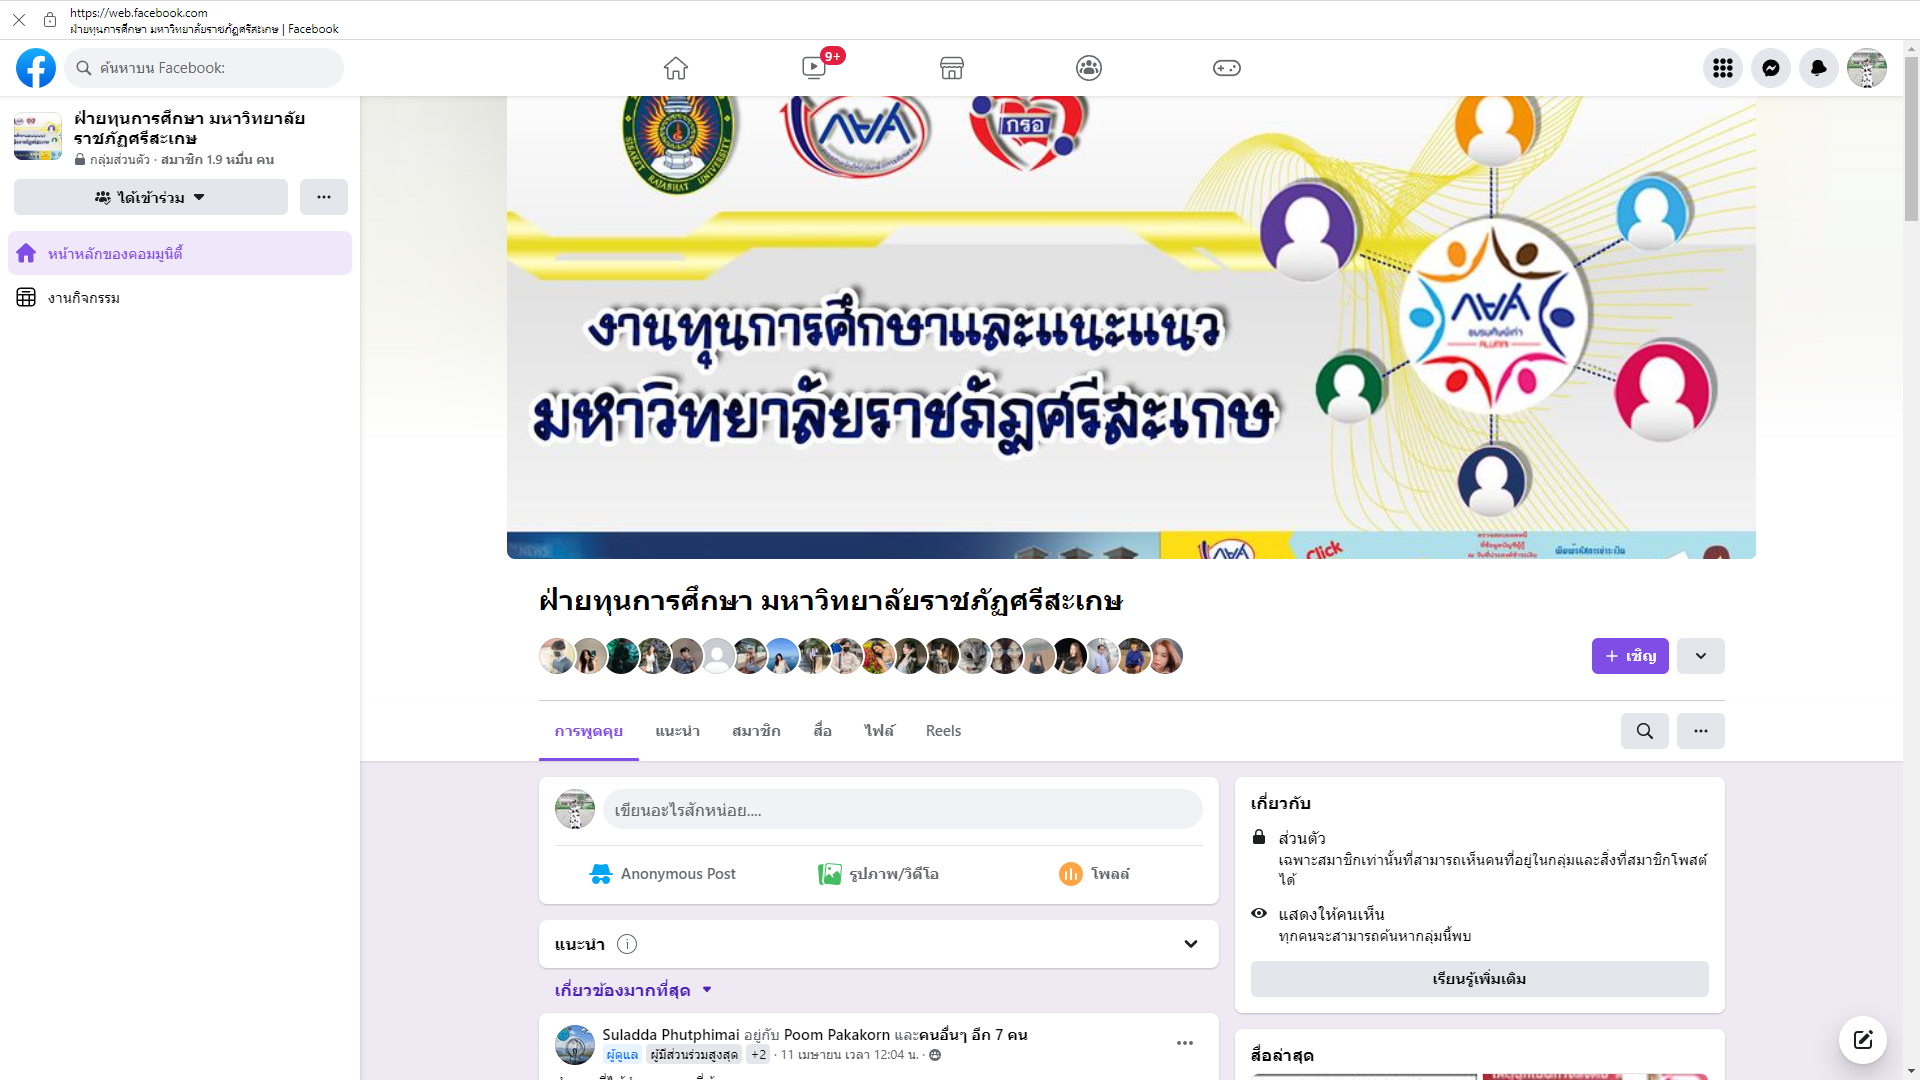 https://web.facebook.com
ฝ่ายทุนการศึกษา มหาวิทยาลัยราชภัฏศรีสะเกษ | Facebook
ค้นหาบน Facebook:
9+
ฝ่ายทุนการศึกษา มหาวิทยาลัย
ราชภัฏศรีสะเกษ
กลุ่มส่วนตัว · สมาชิก 1.9 หมื่น คน
ได้เข้าร่วม
หน้าหลักของคอมมูนิตี้
งานกิจกรรม
SISAKET RAJABHAT UNIVERSITY
กยศ
กรอ
งานทุนการศึกษาและแนะแนว
มหาวิทยาลัยราชภัฏศรีสะเกษ
กยศ
ชมรมศิษย์เก่า
ALUMNI
NEWS
กยศ
Click
ฝ่ายทุนการศึกษา มหาวิทยาลัยราชภัฏศรีสะเกษ
+ เชิญ
การพูดคุย
แนะนำ
สมาชิก
สื่อ
ไฟล์
Reels
เขียนอะไรสักหน่อย....
Anonymous Post
รูปภาพ/วิดีโอ
โพลล์
แนะนำ
เกี่ยวข้องมากที่สุด
Suladda Phutphimai อยู่กับ Poom Pakakorn และคนอื่นๆ อีก 7 คน
ผู้ดูแล ผู้มีส่วนร่วมสูงสุด +2 · 11 เมษายน เวลา 12:04 น. ·
เกี่ยวกับ
ส่วนตัว
เฉพาะสมาชิกเท่านั้นที่สามารถเห็นคนที่อยู่ในกลุ่มและสิ่งที่สมาชิกโพสต์
ได้
แสดงให้คนเห็น
ทุกคนจะสามารถค้นหากลุ่มนี้พบ
เรียนรู้เพิ่มเติม
สื่อล่าสุด